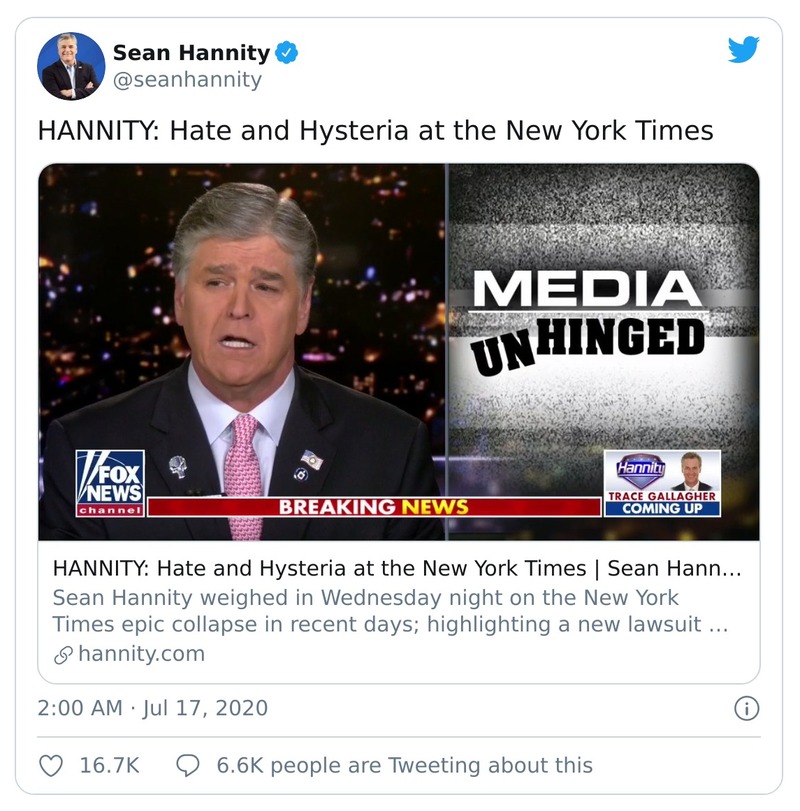 Sean Hannity
@seanhannity
HANNITY: Hate and Hysteria at the New York Times
MEDIA
UNHINGED
FOX
NEWS
channel
BREAKING NEWS
Hannity
TRACE GALLAGHER
COMING UP
HANNITY: Hate and Hysteria at the New York Times | Sean Hann...
Sean Hannity weighed in Wednesday night on the New York
Times epic collapse in recent days; highlighting a new lawsuit ...
hannity.com
2:00 AM · Jul 17, 2020
16.7K 6.6K people are Tweeting about this